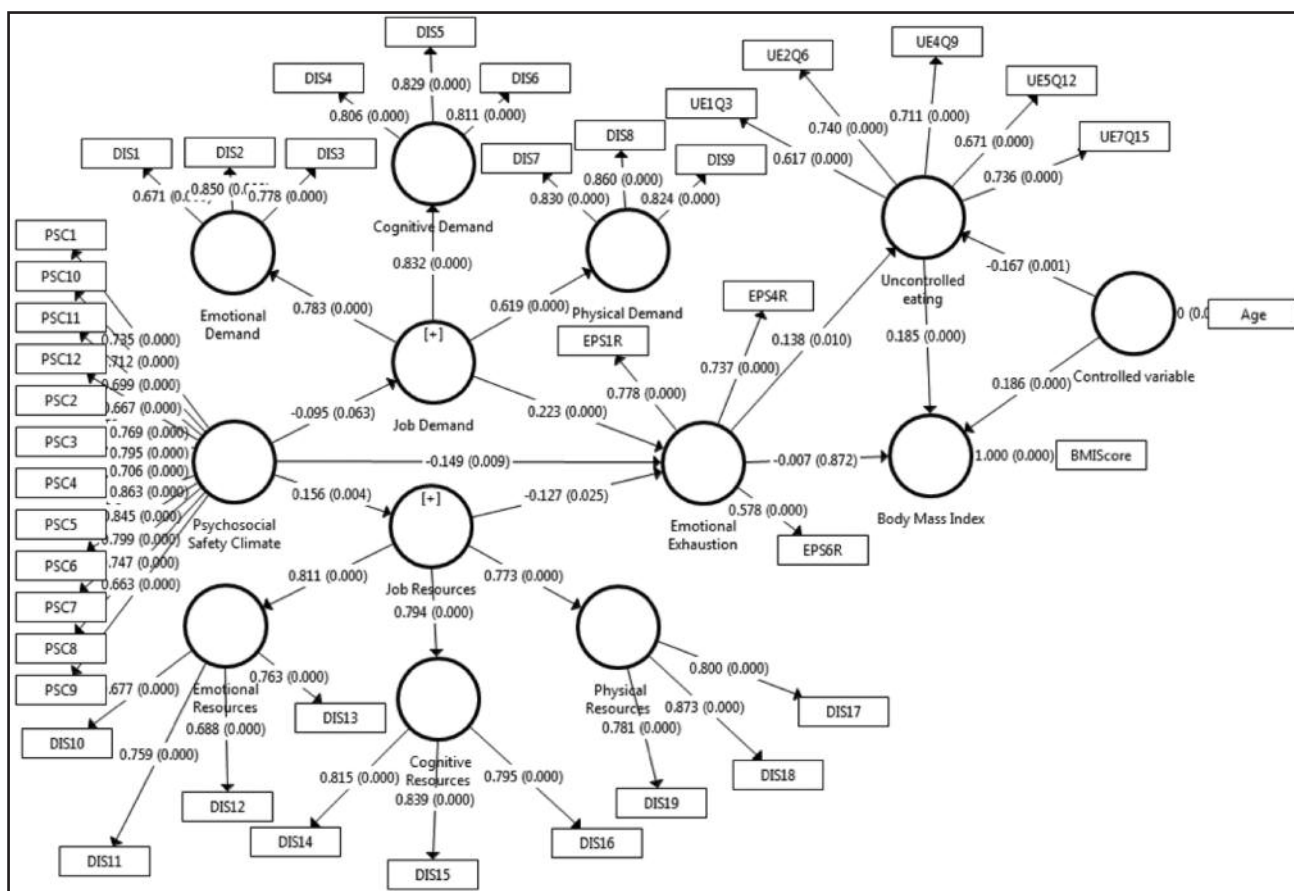 DIS5
UE4Q9
UE2Q6
DIS4
DIS6
UE5Q12
0.829 (0.000)
0.806 (0.000)
0.811 (0.000)
UE1Q3
0.740 (0.000)
0.711 (0.000)
0.671 (0.000)
UE7Q15
0.617 (0.000)
0.736 (0.000)
DIS1
DIS2
DIS3
DIS7
DIS8
DIS9
0.671
0.850
0.778 (0.000)
0.830 (0.000)
0.860 (0.000)
0.824 (0.000)
Cognitive Demand
0.832 (0.000)
Emotional
Demand
0.783 (0.000)
0.619 (0.000)
Physical Demand
Uncontrolled
eating
-0.167 (0.001)
Age
Controlled variable
0.138 (0.010)
0.185 (0.000)
0.186 (0.000)
EPS4R
EPS1R
0.737 (0.000)
0.778 (0.000)
[+]
Job Demand
-0.095 (0.063)
0.223 (0.000)
PSC1
PSC10
PSC11
PSC12
PSC2
PSC3
PSC4
PSC5
PSC6
PSC7
PSC8
PSC9
0.735 (0.000)
0.712 (0.000)
0.699 (0.000)
0.667 (0.000)
0.769 (0.000)
0.795 (0.000)
0.706 (0.000)
0.863 (0.000)
0.845 (0.000)
0.799 (0.000)
0.747 (0.000)
0.663 (0.000)
Psychosocial
Safety Climate
-0.149 (0.009)
0.156 (0.004)
[+]
Job Resources
-0.127 (0.025)
Emotional
Exhaustion
-0.007 (0.872)
0.578 (0.000)
EPS6R
Body Mass Index
1.000 (0.000)
BMIScore
0.811 (0.000)
0.794 (0.000)
0.773 (0.000)
Emotional
Resources
0.677 (0.000)
0.763 (0.000)
0.688 (0.000)
0.759 (0.000)
DIS10
DIS13
DIS12
DIS11
Cognitive
Resources
0.815 (0.000)
0.839 (0.000)
0.795 (0.000)
DIS14
DIS15
DIS16
Physical
Resources
0.800 (0.000)
0.873 (0.000)
0.781 (0.000)
DIS17
DIS18
DIS19